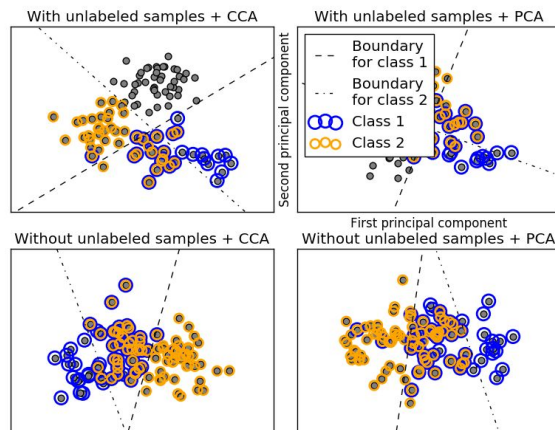 With unlabeled samples + CCA
With unlabeled samples + PCA
Second principal component
Boundary
for class 1
Boundary
for class 2
Class 1
Class 2
First principal component
Without unlabeled samples + CCA
Without unlabeled samples + PCA